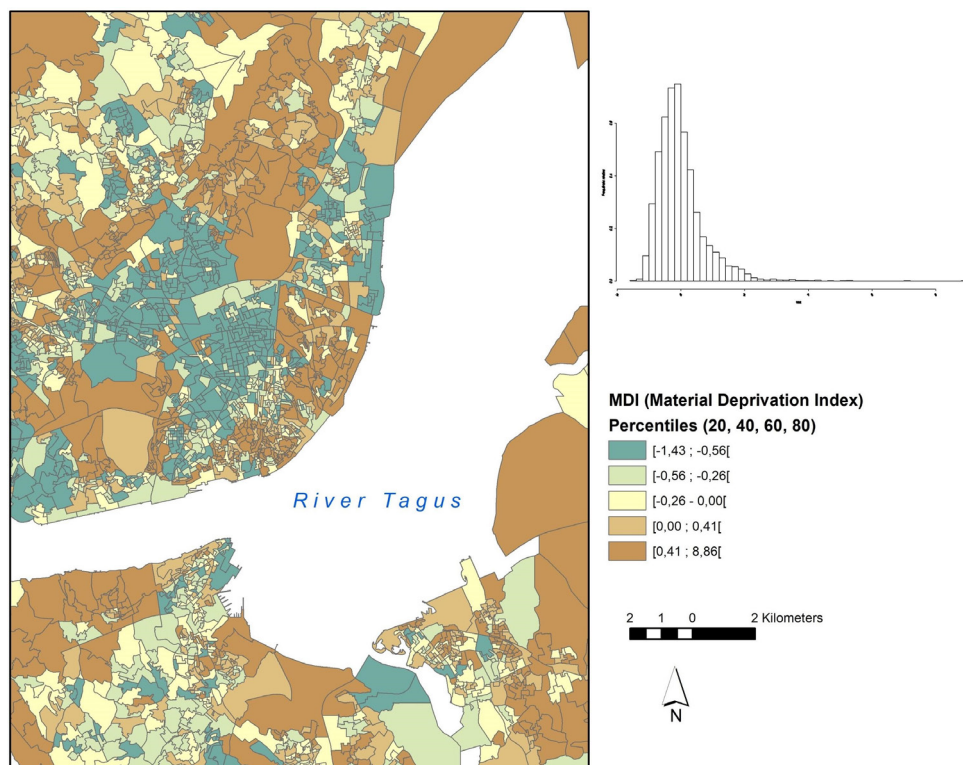 MDI (Material Deprivation Index)
Percentiles (20, 40, 60, 80)
[-1,43 ; -0,56[
[-0,56 ; -0,26[
[-0,26 - 0,00[
[0,00 ; 0,41[
[0,41 ; 8,86[
River Tagus
2 1 0 2 Kilometers
N